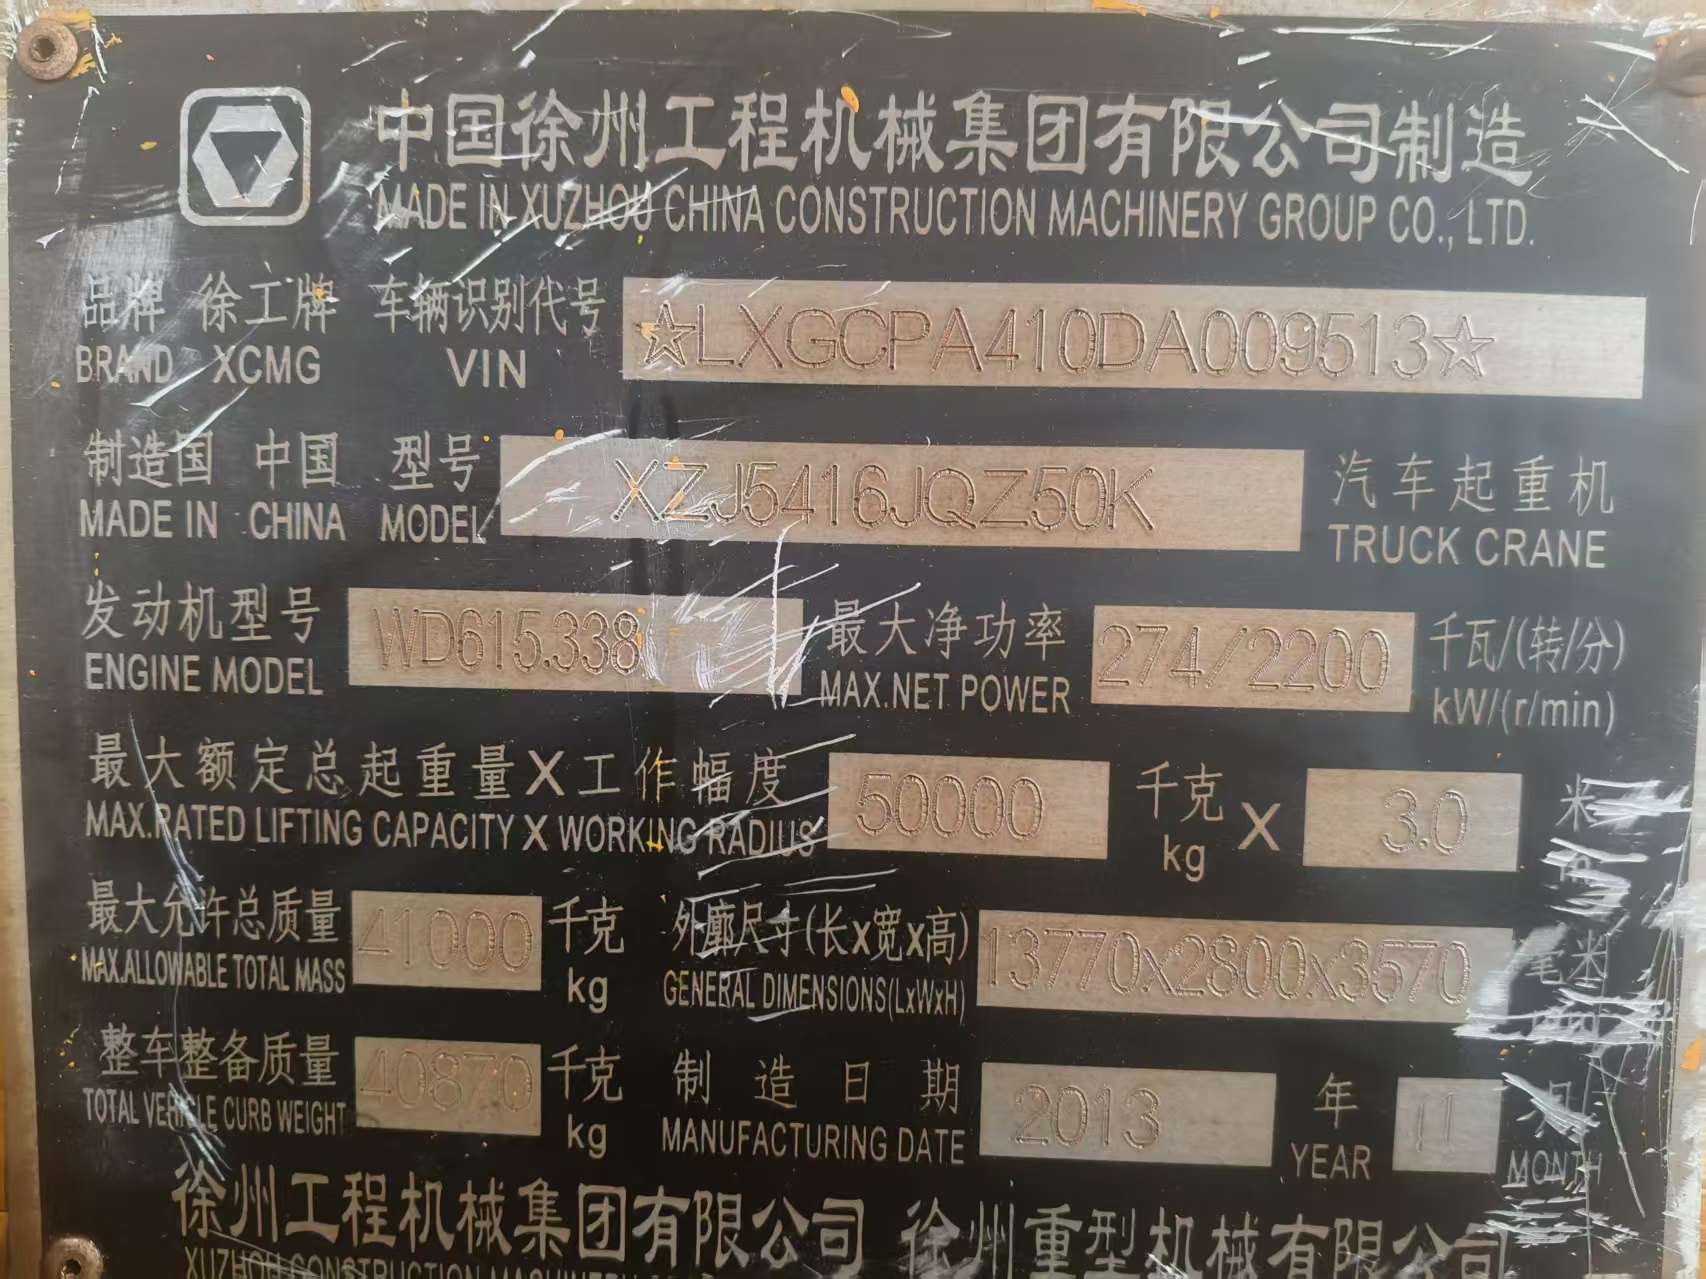 中国徐州工程机械集团有限公司制造
MADE IN XUZHOU CHINA CONSTRUCTION MACHINERY GROUP CO., LTD.
品牌 徐工牌 车辆识别代号 ☆LXGCPA410DA009513☆
BRAND XCMG VIN
制造国 中国 型号 XZJ5416JQZ50K 汽车起重机
MADE IN CHINA MODEL TRUCK CRANE
发动机型号 WD615.338 最大净功率 274/2200 千瓦/(转/分)
ENGINE MODEL MAX.NET POWER kW/(r/min)
最大额定总起重量X工作幅度 50000 千克 X 3.0 米
MAX.RATED LIFTING CAPACITY X WORKING RADIUS kg
最大允许总质量 41000 千克 外廓尺寸(长x宽x高) 13770x2800x3570 毫米
MAX.ALLOWABLE TOTAL MASS kg GENERAL DIMENSIONS(LxWxH)
整车整备质量 40870 千克 制造日期 2013 年 11 月
TOTAL VEHICLE CURB WEIGHT kg MANUFACTURING DATE YEAR MONTH
徐州工程机械集团有限公司 徐州重型机械有限公司
XUZHOU CONSTRUCTION MACHINERY